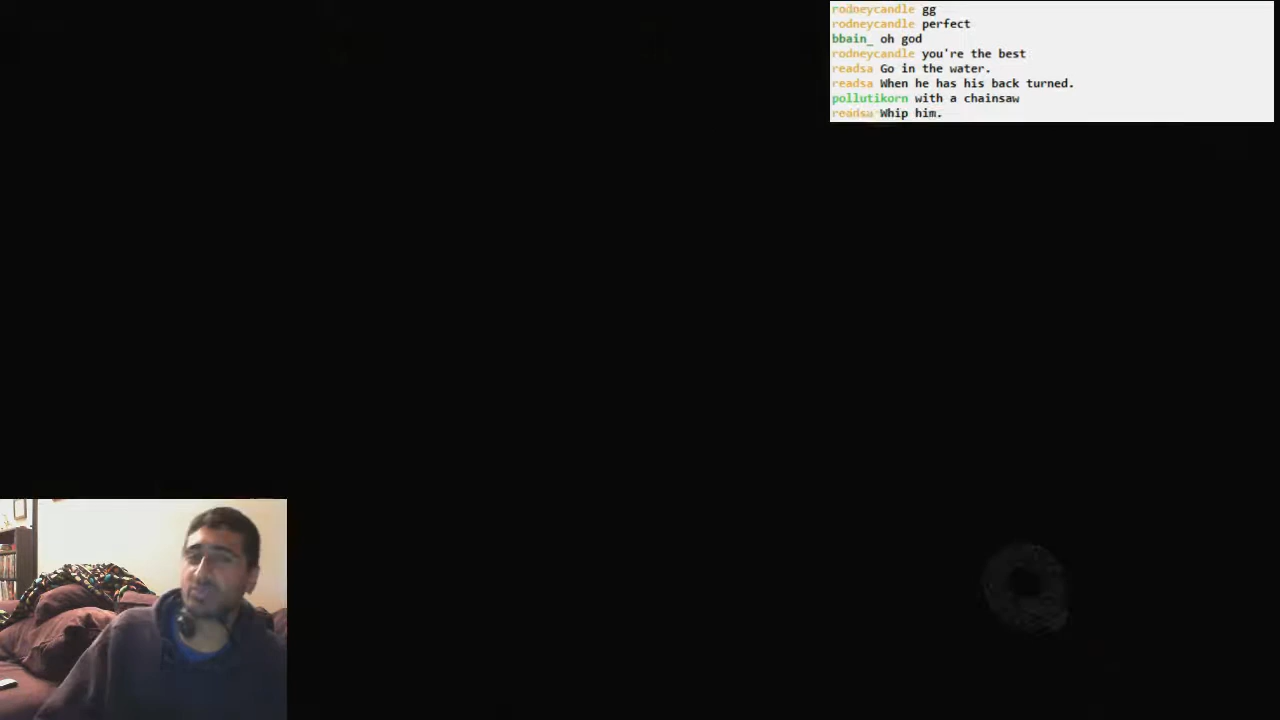 rodneycandle gg
rodneycandle perfect
bbain_ oh god
rodneycandle you're the best
readsa Go in the water.
readsa When he has his back turned.
pollutikorn with a chainsaw
readsa Whip him.